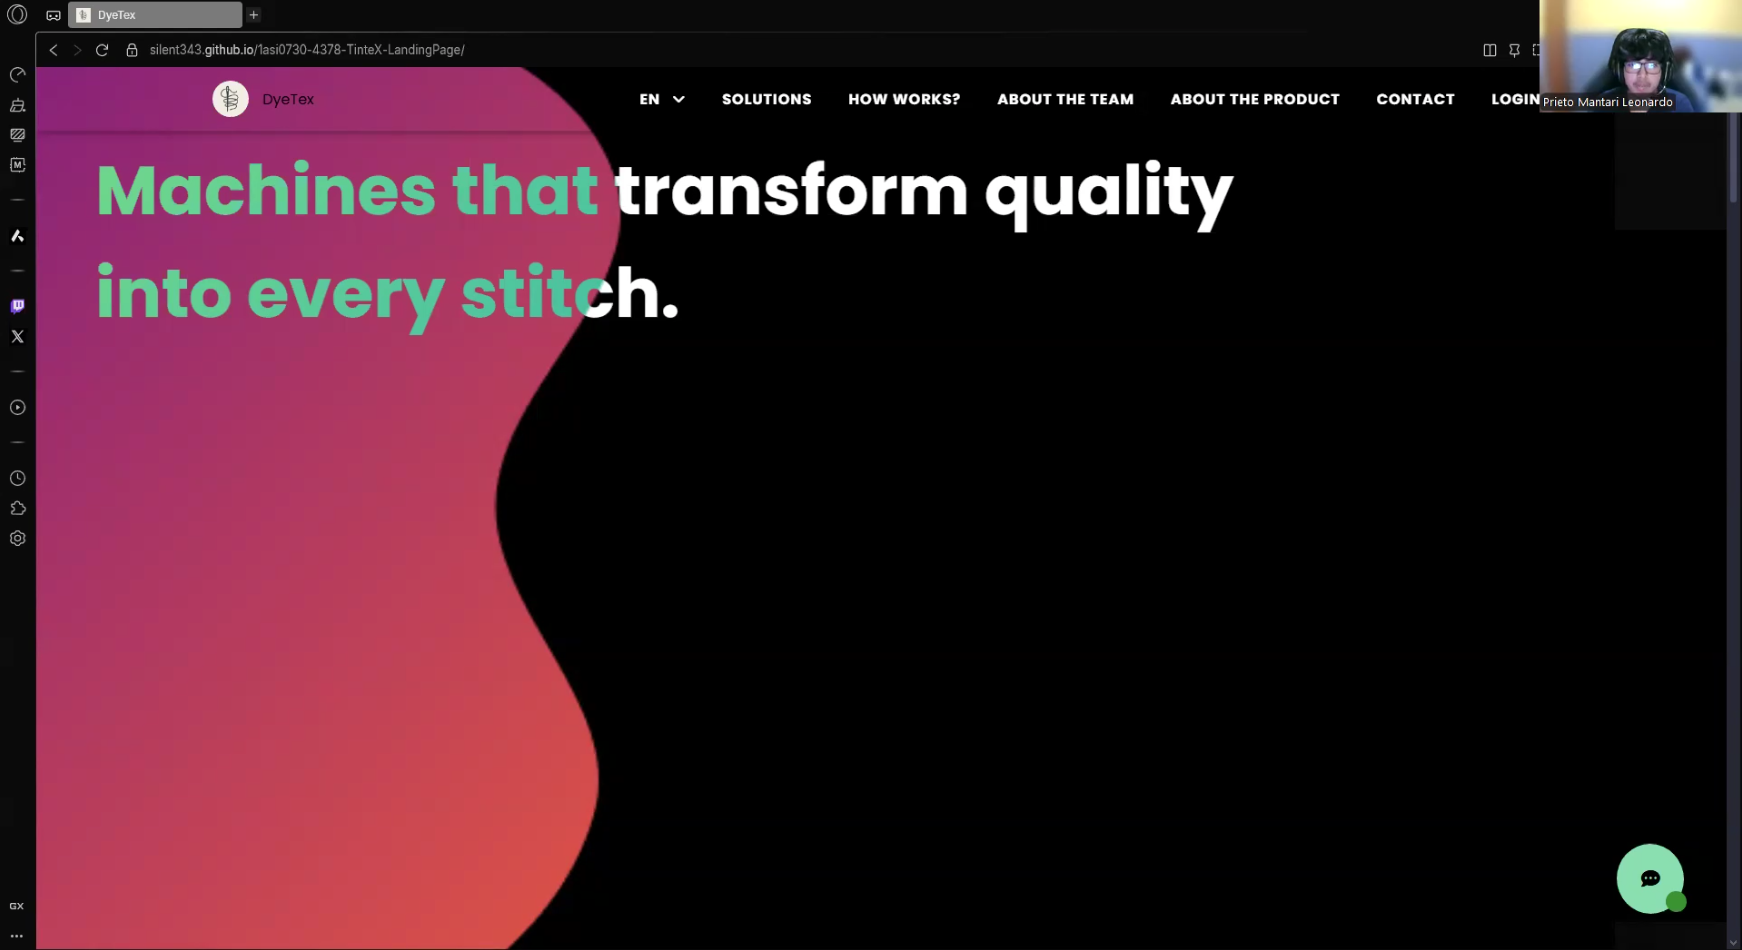 DyeTex
silent343.github.io/1asi0730-4378-TinteX-LandingPage/
DyeTex
EN
SOLUTIONS
HOW WORKS?
ABOUT THE TEAM
ABOUT THE PRODUCT
CONTACT
LOGIN
Prieto Mantari Leonardo
Machines that transform quality
into every stitch.
M
GX